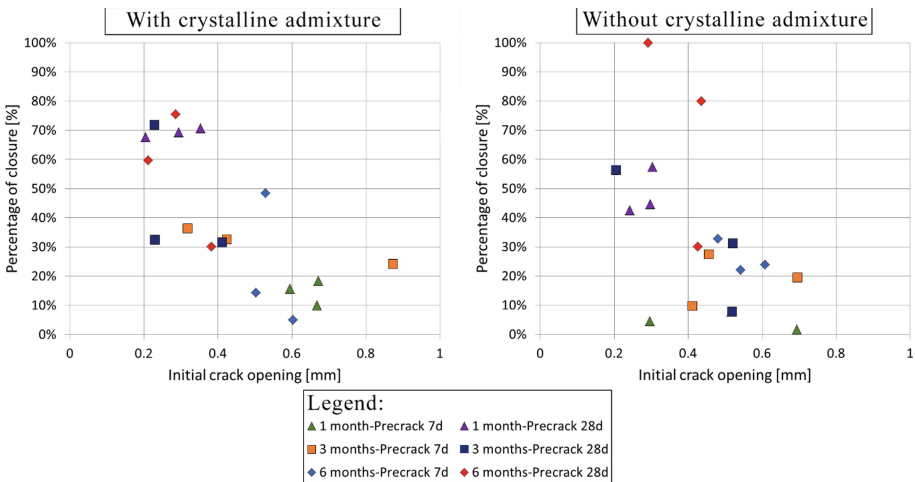 With crystalline admixture
Without crystalline admixture
Percentage of closure [%]
100%
90%
80%
70%
60%
50%
40%
30%
20%
10%
0%
0
0.2
0.4
0.6
0.8
1
Initial crack opening [mm]
Percentage of closure [%]
100%
90%
80%
70%
60%
50%
40%
30%
20%
10%
0%
0
0.2
0.4
0.6
0.8
1
Initial crack opening [mm]
Legend:
1 month-Precrack 7d
1 month-Precrack 28d
3 months-Precrack 7d
3 months-Precrack 28d
6 months-Precrack 7d
6 months-Precrack 28d